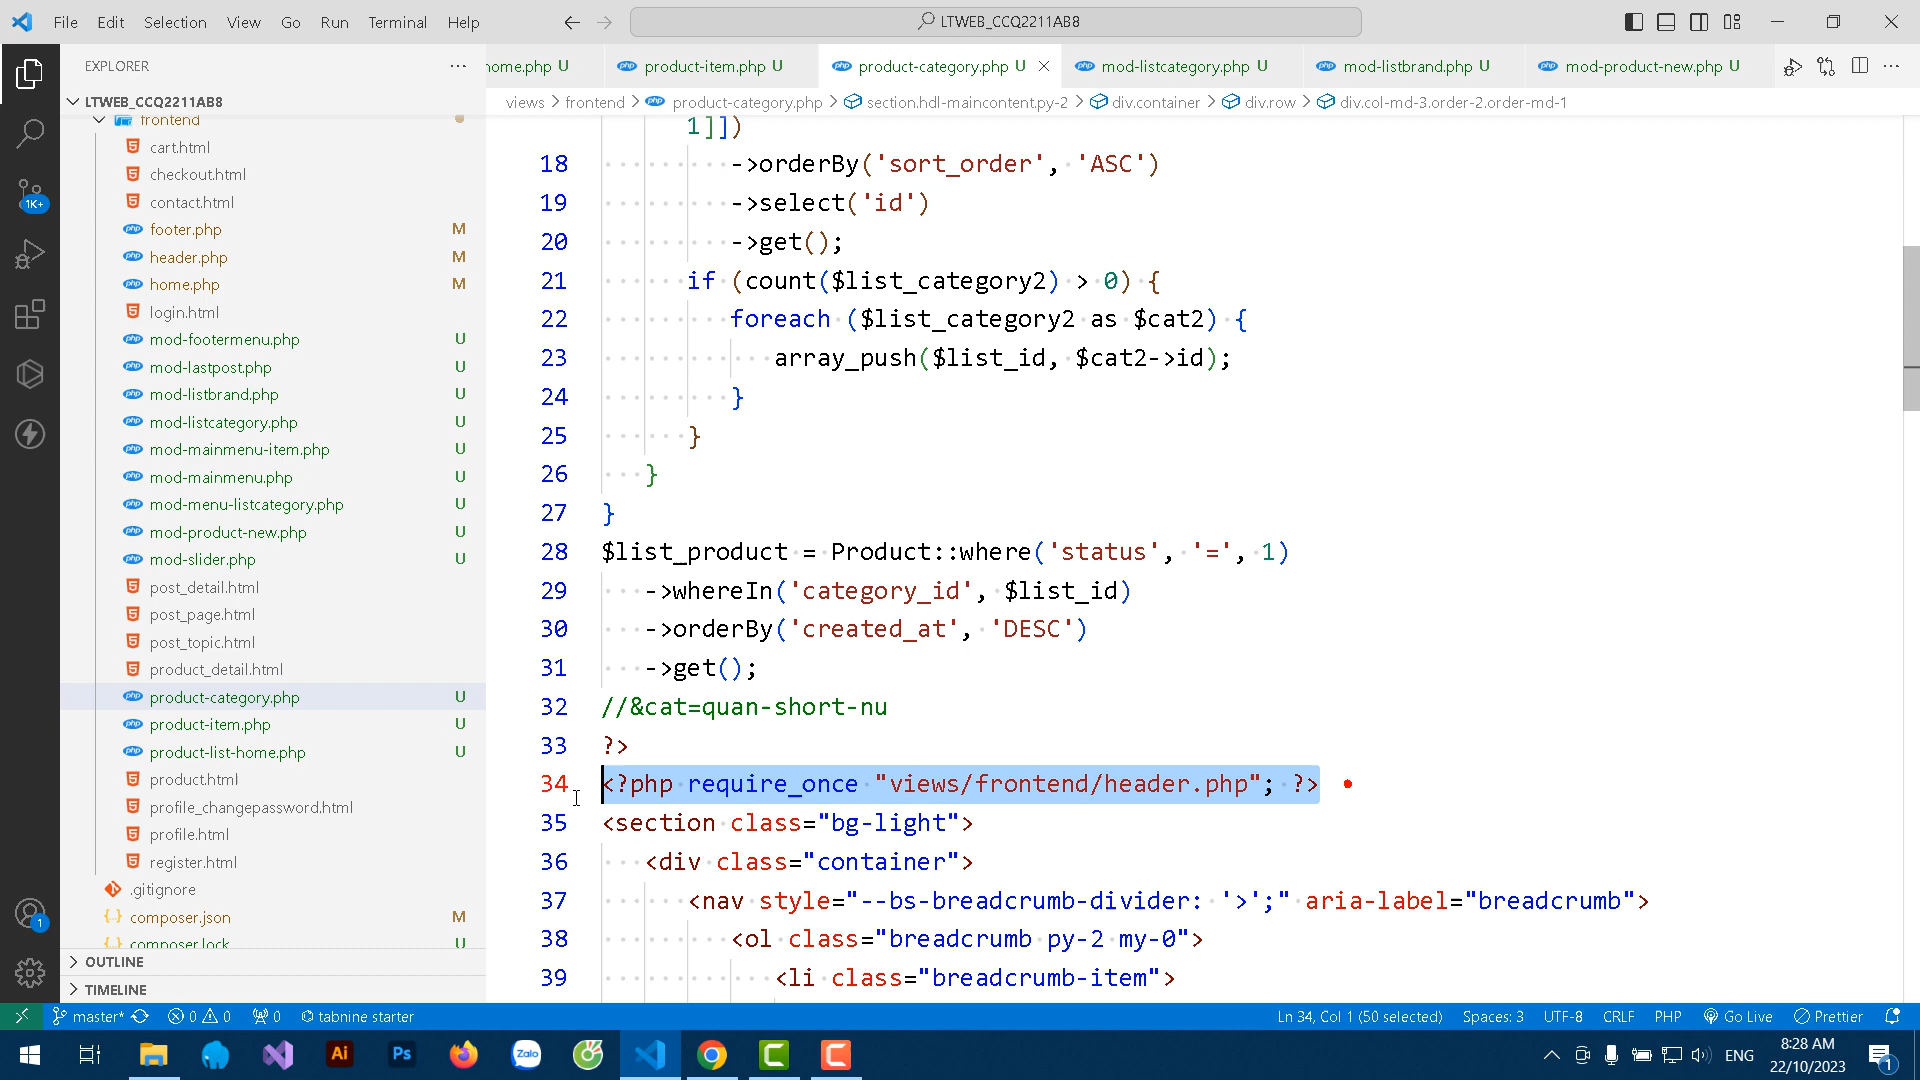 File Edit Selection View Go Run Terminal Help
LTWEB_CCQ2211AB8
EXPLORER
LTWEB_CCQ2211AB8
frontend
cart.html
checkout.html
contact.html
footer.php M
header.php M
home.php M
login.html
mod-footermenu.php U
mod-lastpost.php U
mod-listbrand.php U
mod-listcategory.php U
mod-mainmenu-item.php U
mod-mainmenu.php U
mod-menu-listcategory.php U
mod-product-new.php U
mod-slider.php U
post_detail.html
post_page.html
post_topic.html
product_detail.html
product-category.php U
product-item.php U
product-list-home.php U
product.html
profile_changepassword.html
profile.html
register.html
.gitignore
composer.json M
composer.lock U
OUTLINE
TIMELINE
1K+
1
home.php U product-item.php U product-category.php U mod-listcategory.php U mod-listbrand.php U mod-product-new.php U
views > frontend > product-category.php > section.hdl-maincontent.py-2 > div.container > div.row > div.col-md-3.order-2.order-md-1
1]])
18 ->orderBy('sort_order', 'ASC')
19 ->select('id')
20 ->get();
21 if (count($list_category2) > 0) {
22 foreach ($list_category2 as $cat2) {
23 array_push($list_id, $cat2->id);
24 }
25 }
26 }
27 }
28 $list_product = Product::where('status', '=', 1)
29 ->whereIn('category_id', $list_id)
30 ->orderBy('created_at', 'DESC')
31 ->get();
32 //&cat=quan-short-nu
33 ?>
34 <?php require_once "views/frontend/header.php"; ?>
35 <section class="bg-light">
36 <div class="container">
37 <nav style="--bs-breadcrumb-divider: '>';" aria-label="breadcrumb">
38 <ol class="breadcrumb py-2 my-0">
39 <li class="breadcrumb-item">
master* 0 0 0 tabnine starter Ln 34, Col 1 (50 selected) Spaces: 3 UTF-8 CRLF PHP Go Live Prettier
Ai Ps Zalo ENG
8:28 AM
22/10/2023
1